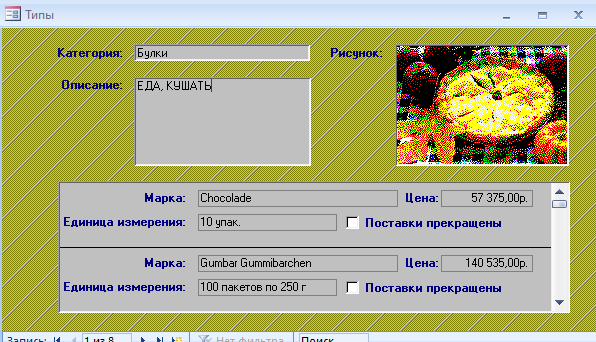 Типы
Категория: Булки Рисунок:
Описание: ЕДА, КУШАТЬ
Марка: Chocolade Цена: 57 375,00р.
Единица измерения: 10 упак. Поставки прекращены
Марка: Gumbar Gummibarchen Цена: 140 535,00р.
Единица измерения: 100 пакетов по 250 г Поставки прекращены
Запись: 1 из 8 Нет фильтра Поиск